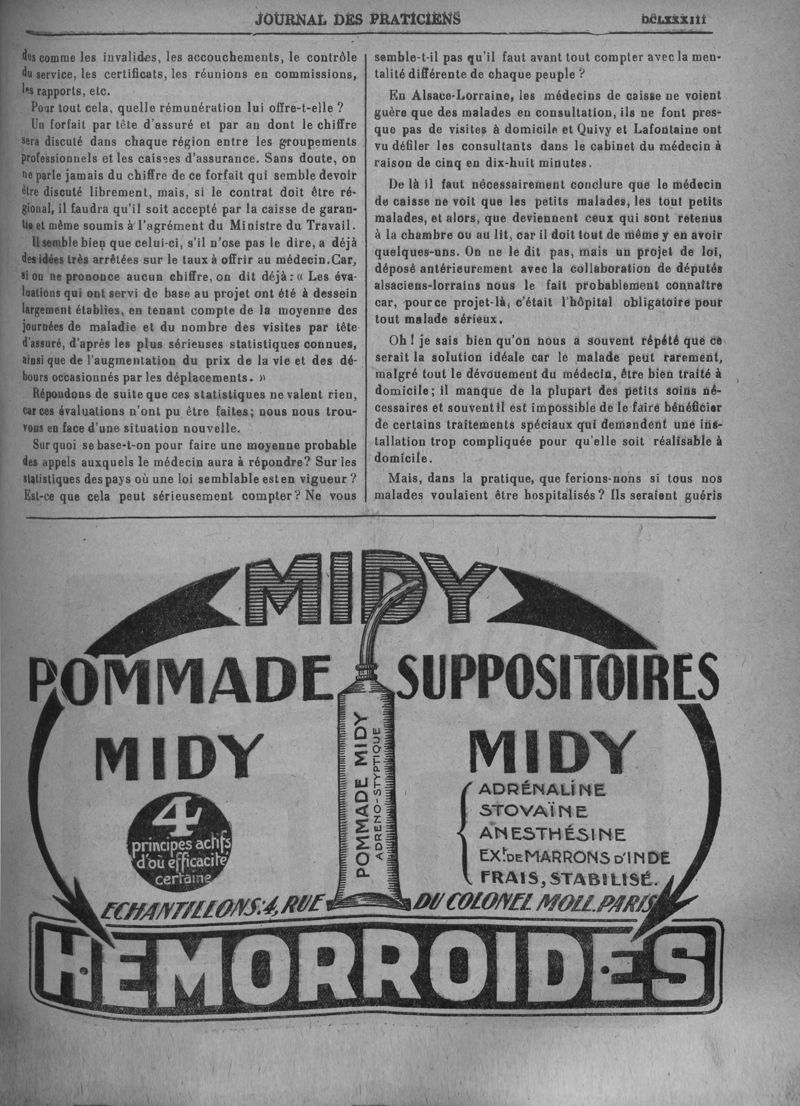 JOURNAL DES PRATICIENS
DCLXXXIII
des comme les invalides, les accouchements, le contrôle
du service, les certificats, les réunions en commissions,
les rapports, etc.
Pour tout cela, quelle rémunération lui offre-t-elle ?
Un forfait par tête d'assuré et par an dont le chiffre
sera discuté dans chaque région entre les groupements
professionnels et les caisses d'assurance. Sans doute, on
ne parle jamais du chiffre de ce forfait qui semble devoir
être discuté librement, mais, si le contrat doit être ré-
gional, il faudra qu'il soit accepté par la caisse de garan-
tie et même soumis à l'agrément du Ministre du Travail.
Il semble bien que celui-ci, s'il n'ose pas le dire, a déjà
des idées très arrêtées sur le taux à offrir au médecin. Car,
si on ne prononce aucun chiffre, on dit déjà : « Les éva-
luations qui ont servi de base au projet ont été à dessein
largement établies, en tenant compte de la moyenne des
journées de maladie et du nombre des visites par tête
d'assuré, d'après les plus sérieuses statistiques connues,
ainsi que de l'augmentation du prix de la vie et des dé-
bours occasionnés par les déplacements. »
Répondons de suite que ces statistiques ne valent rien,
car ces évaluations n'ont pu être faites; nous nous trou-
vons en face d'une situation nouvelle.
Sur quoi se base-t-on pour faire une moyenne probable
des appels auxquels le médecin aura à répondre? Sur les
statistiques des pays où une loi semblable est en vigueur ?
Est-ce que cela peut sérieusement compter? Ne vous
semble-t-il pas qu'il faut avant tout compter avec la men-
talité différente de chaque peuple ?
En Alsace-Lorraine, les médecins de caisse ne voient
guère que des malades en consultation, ils ne font pres-
que pas de visites à domicile et Quivy et Lafontaine ont
vu défiler les consultants dans le cabinet du médecin à
raison de cinq en dix-huit minutes.
De là il faut nécessairement conclure que le médecin
de caisse ne voit que les petits malades, les tout petits
malades, et alors, que deviennent ceux qui sont retenus
à la chambre ou au lit, car il doit tout de même y en avoir
quelques-uns. On ne le dit pas, mais un projet de loi,
déposé antérieurement avec la collaboration de députés
alsaciens-lorrains nous le fait probablement connaître
car, pour ce projet-là, c'était l'hôpital obligatoire pour
tout malade sérieux.
Oh ! je sais bien qu'on nous a souvent répété que ce
serait la solution idéale car le malade peut rarement,
malgré tout le dévouement du médecin, être bien traité à
domicile; il manque de la plupart des petits soins né-
cessaires et souvent il est impossible de le faire bénéficier
de certains traitements spéciaux qui demandent une ins-
tallation trop compliquée pour qu'elle soit réalisable à
domicile.
Mais, dans la pratique, que ferions-nons si tous nos
malades voulaient être hospitalisés ? Ils seraient guéris
MIDY
POMMADE SUPPOSITOIRES
MIDY
4
principes actifs
d'où efficacité
certaine
POMMADE MIDY
ADRENO-STYPTIQUE
MIDY
ADRÉNALINE
STOVAÏNE
ANESTHÉSINE
EXt. DE MARRONS D'INDE
FRAIS, STABILISÉ.
ECHANTILLONS. 4, RUE DU COLONEL MOLL. PARIS
HEMORROIDES